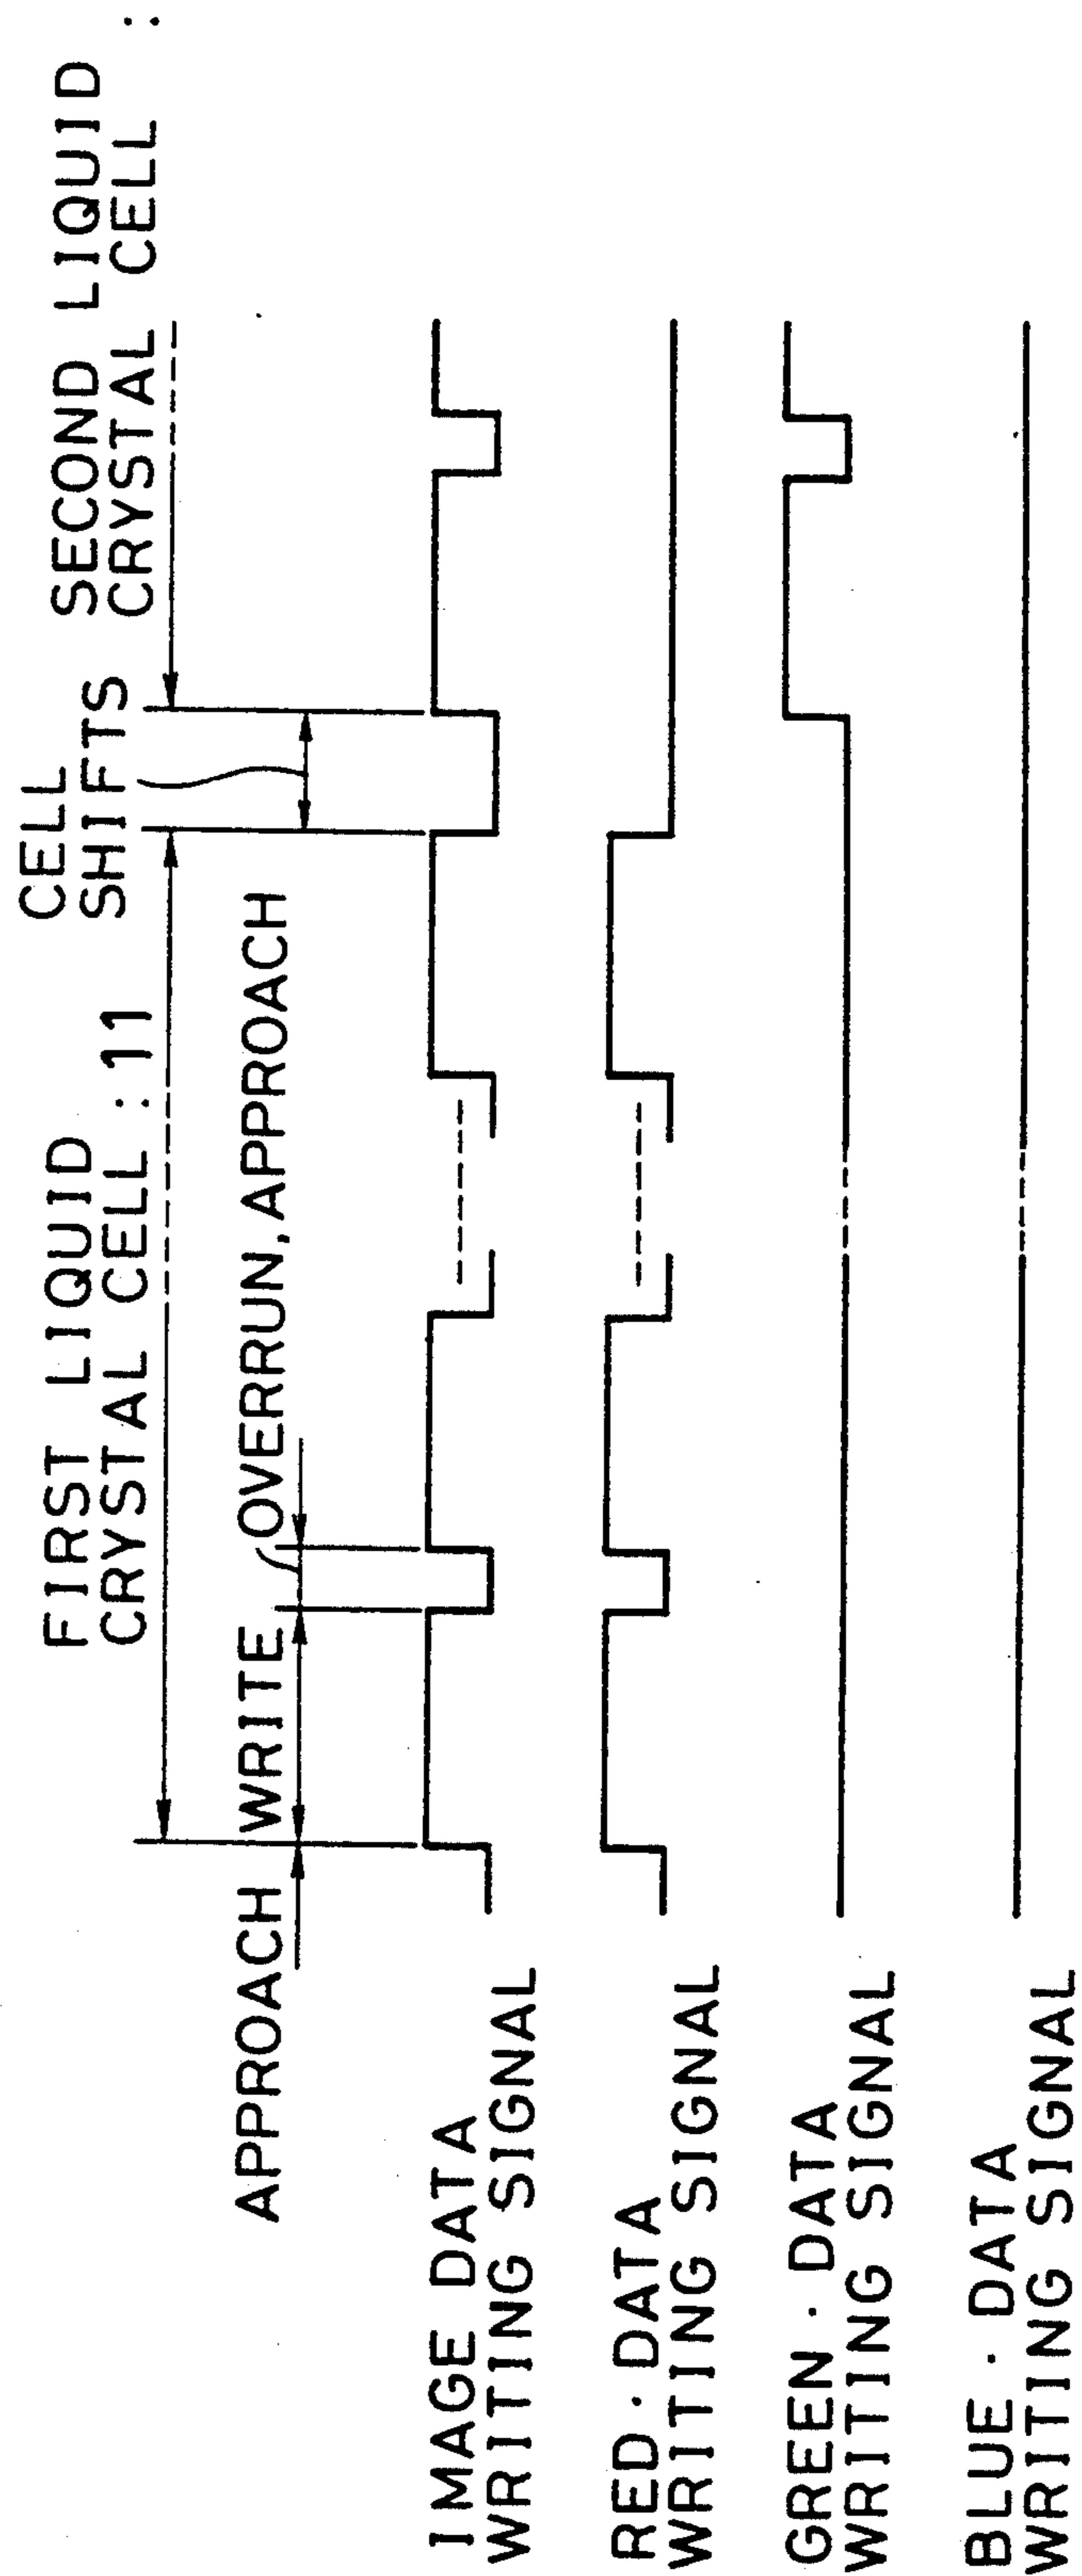 FIRST LIQUID
CRYSTAL CELL : 11
CELL
SHIFTS
SECOND LIQUID
CRYSTAL CELL :
APPROACH
WRITE
OVERRUN, APPROACH
IMAGE DATA
WRITING SIGNAL
RED · DATA
WRITING SIGNAL
GREEN · DATA
WRITING SIGNAL
BLUE · DATA
WRITING SIGNAL